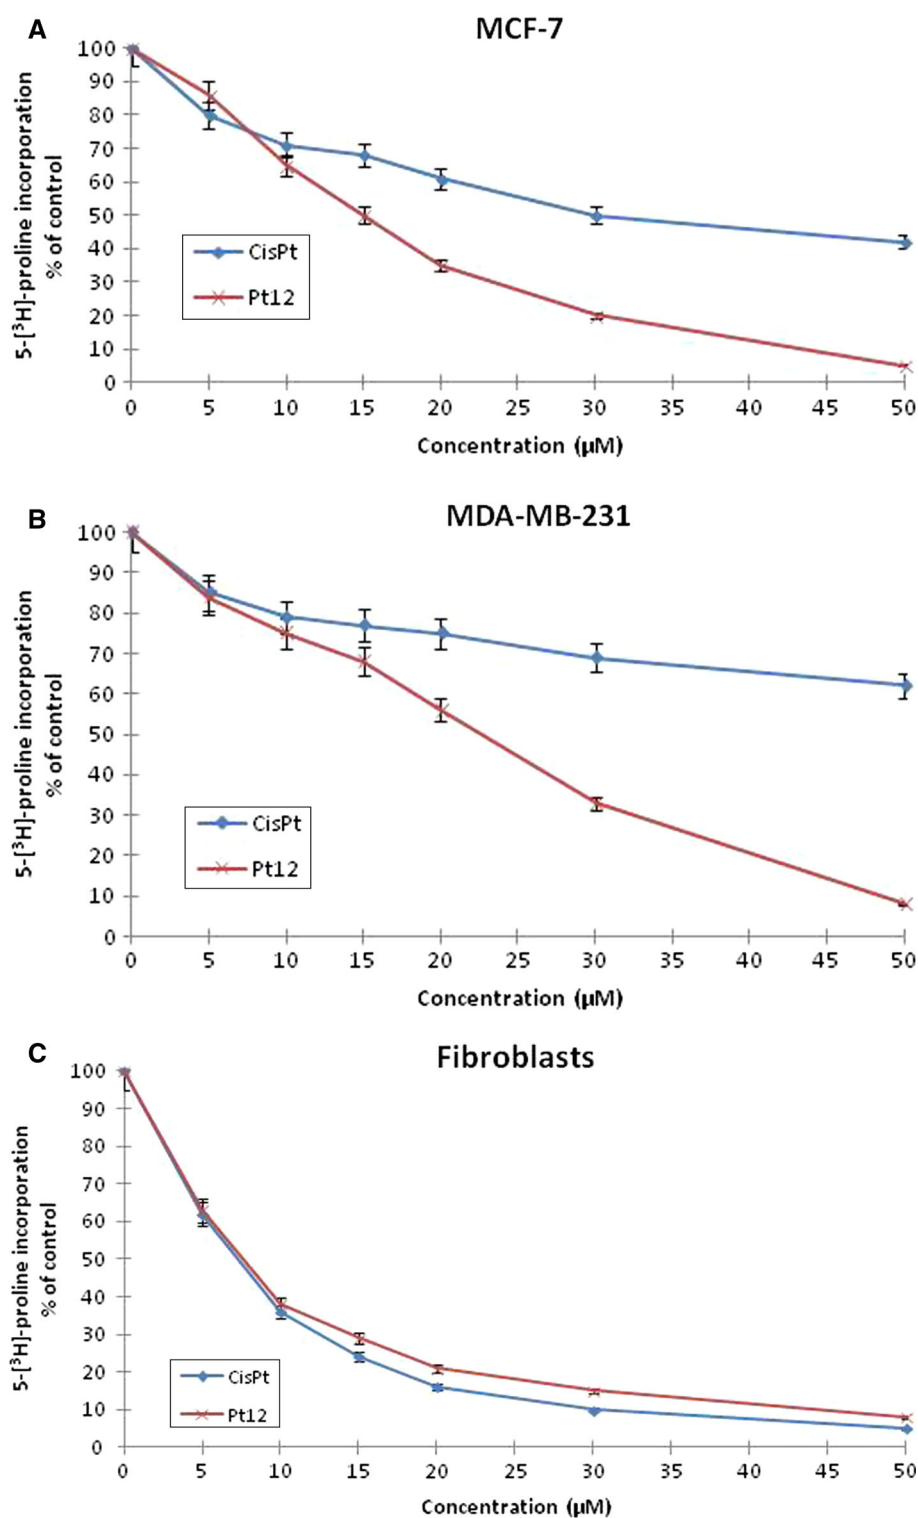 A
MCF-7
5-[³H]-proline incorporation
% of control
100
90
80
70
60
50
40
30
20
10
0
CisPt
Pt12
0 5 10 15 20 25 30 35 40 45 50
Concentration (µM)
B
MDA-MB-231
5-[³H]-proline incorporation
% of control
100
90
80
70
60
50
40
30
20
10
0
CisPt
Pt12
0 5 10 15 20 25 30 35 40 45 50
Concentration (µM)
C
Fibroblasts
5-[³H]-proline incorporation
% of control
100
90
80
70
60
50
40
30
20
10
0
CisPt
Pt12
0 5 10 15 20 25 30 35 40 45 50
Concentration (µM)